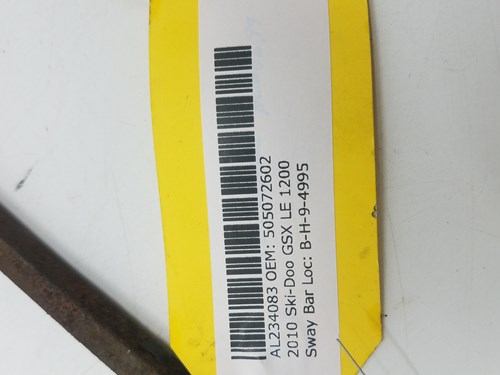 AL234083 OEM: 505072602
2010 Ski-Doo GSX LE 1200
Sway Bar Loc: B-H-9-4995